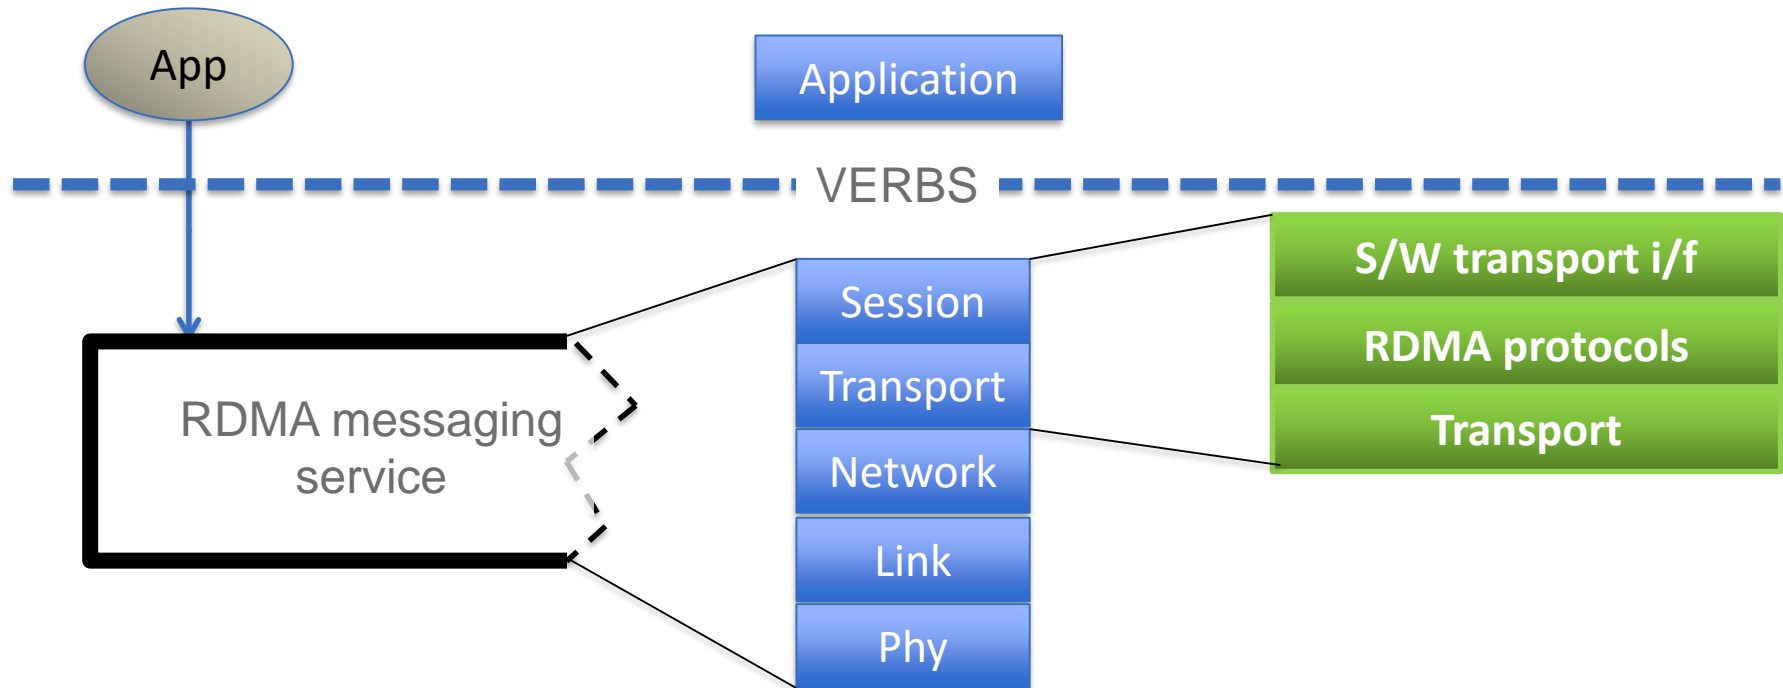 App
Application
VERBS
RDMA messaging
service
Session
Transport
Network
Link
Phy
S/W transport i/f
RDMA protocols
Transport